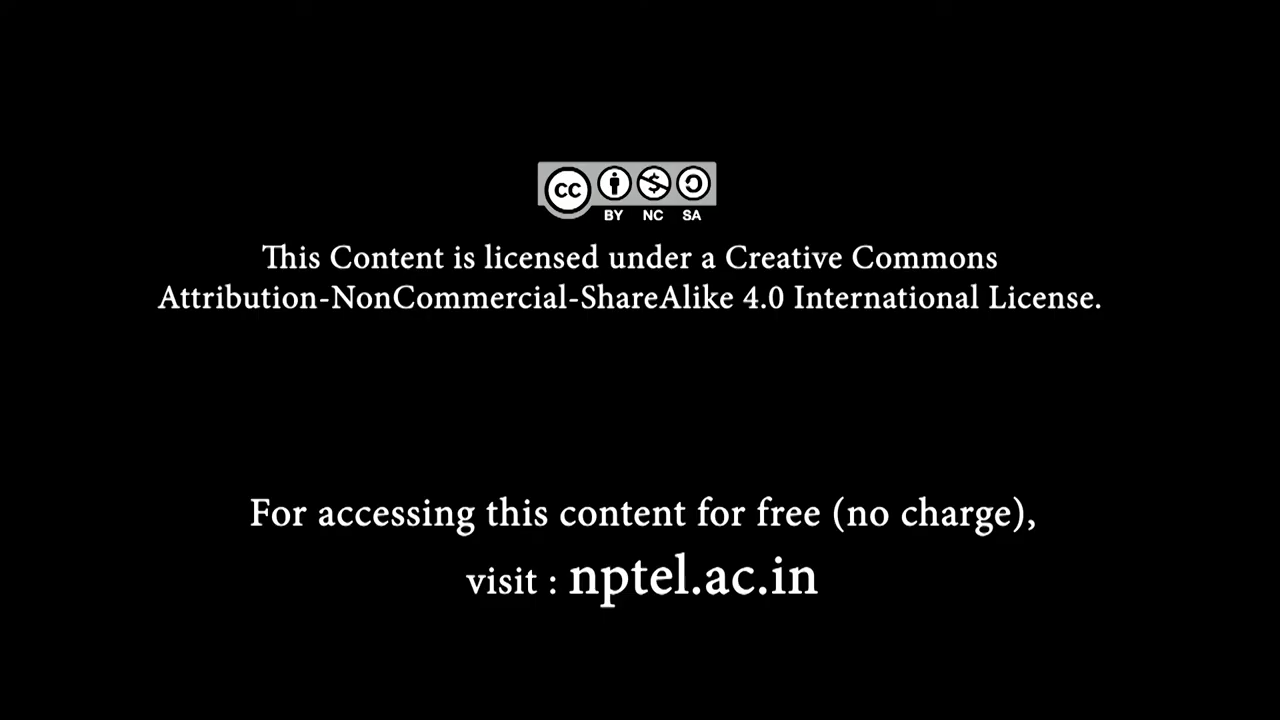 cc
BY NC SA
This Content is licensed under a Creative Commons
Attribution-NonCommercial-ShareAlike 4.0 International License.
For accessing this content for free (no charge),
visit : nptel.ac.in